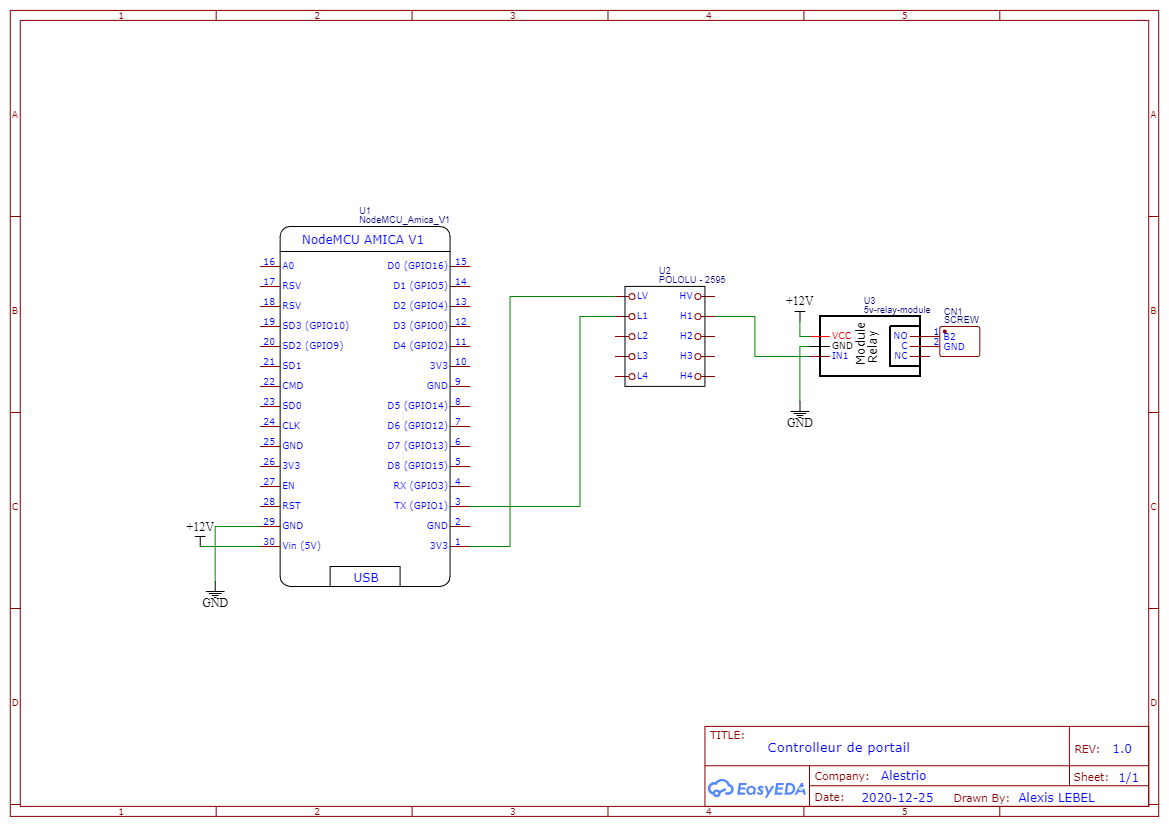 1 2 3 4 5
A A
U1
NodeMCU_Amica_V1
NodeMCU AMICA V1
16 A0 D0 (GPIO16) 15
17 RSV D1 (GPIO5) 14
18 RSV D2 (GPIO4) 13
19 SD3 (GPIO10) D3 (GPIO0) 12
20 SD2 (GPIO9) D4 (GPIO2) 11
21 SD1 3V3 10
22 CMD GND 9
23 SD0 D5 (GPIO14) 8
24 CLK D6 (GPIO12) 7
25 GND D7 (GPIO13) 6
26 3V3 D8 (GPIO15) 5
27 EN RX (GPIO3) 4
28 RST TX (GPIO1) 3
29 GND GND 2
30 Vin (5V) 3V3 1
USB
+12V
GND
U2
POLOLU - 2595
LV HV
L1 H1
L2 H2
L3 H3
L4 H4
B B
+12V
GND
U3
5v-relay-module
VCC
GND
IN1
Module
Relay
NO
C
NC
CN1
SCREW
1 B2
2 GND
C C
D D
TITLE:
Controlleur de portail
REV: 1.0
EasyEDA
Company: Alestrio
Sheet: 1/1
Date: 2020-12-25 Drawn By: Alexis LEBEL
1 2 3 4 5